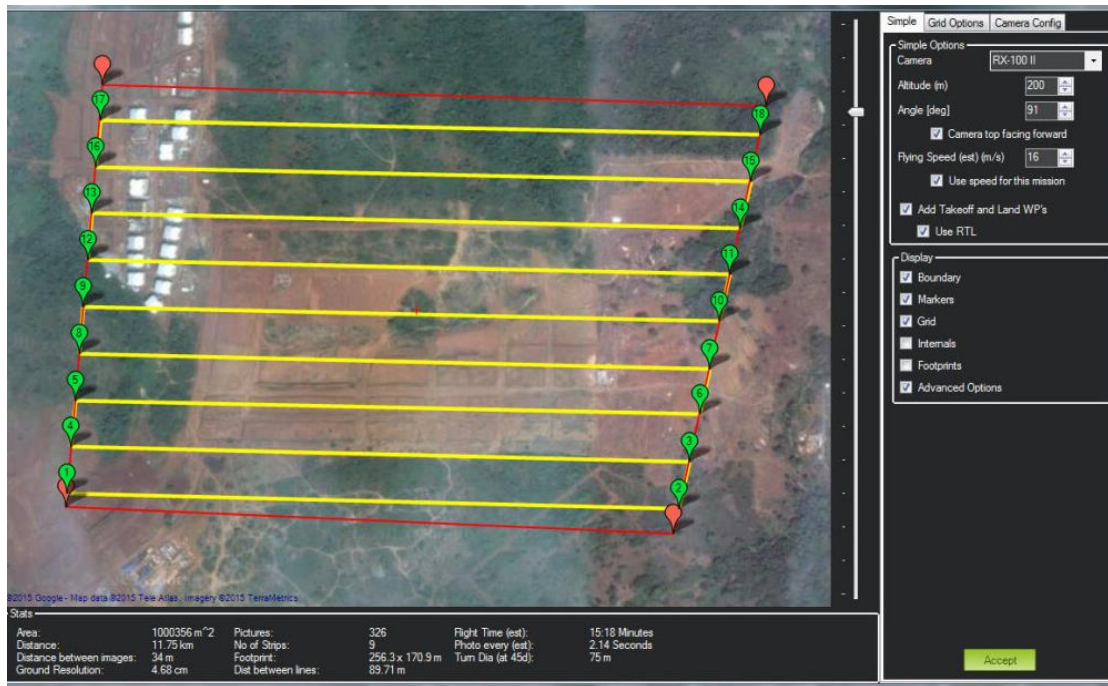 17
18
16
15
13
14
12
11
9
10
8
7
5
6
4
3
1
2
©2015 Google - Map data ©2015 Tele Atlas, Imagery ©2015 TerraMetrics
Simple Grid Options Camera Config
Simple Options
Camera RX-100 II
Altitude (m) 200
Angle [deg] 91
Camera top facing forward
Flying Speed (est) (m/s) 16
Use speed for this mission
Add Takeoff and Land WP's
Use RTL
Display
Boundary
Markers
Grid
Internals
Footprints
Advanced Options
Accept
Stats
Area: 1000356 m^2 Pictures: 326 Flight Time (est): 15:18 Minutes
Distance: 11.75 km No of Strips: 9 Photo every (est): 2.14 Seconds
Distance between images: 34 m Footprint: 256.3 x 170.9 m Turn Dia (at 45d): 75 m
Ground Resolution: 4.68 cm Dist between lines: 89.71 m